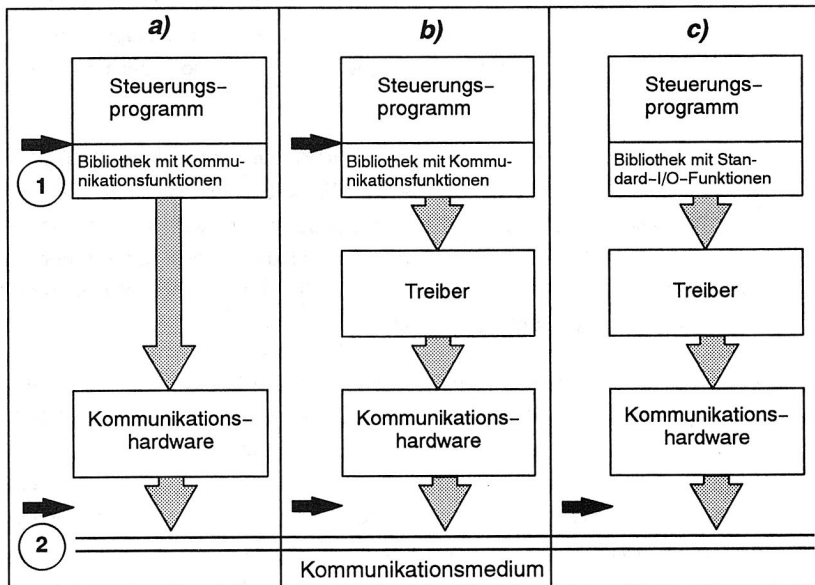 a)
Steuerungs-
programm
Bibliothek mit Kommu-
nikationsfunktionen
Kommunikations-
hardware
b)
Steuerungs-
programm
Bibliothek mit Kommu-
nikationsfunktionen
Treiber
Kommunikations-
hardware
c)
Steuerungs-
programm
Bibliothek mit Stan-
dard-I/O-Funktionen
Treiber
Kommunikations-
hardware
1
2
Kommunikationsmedium